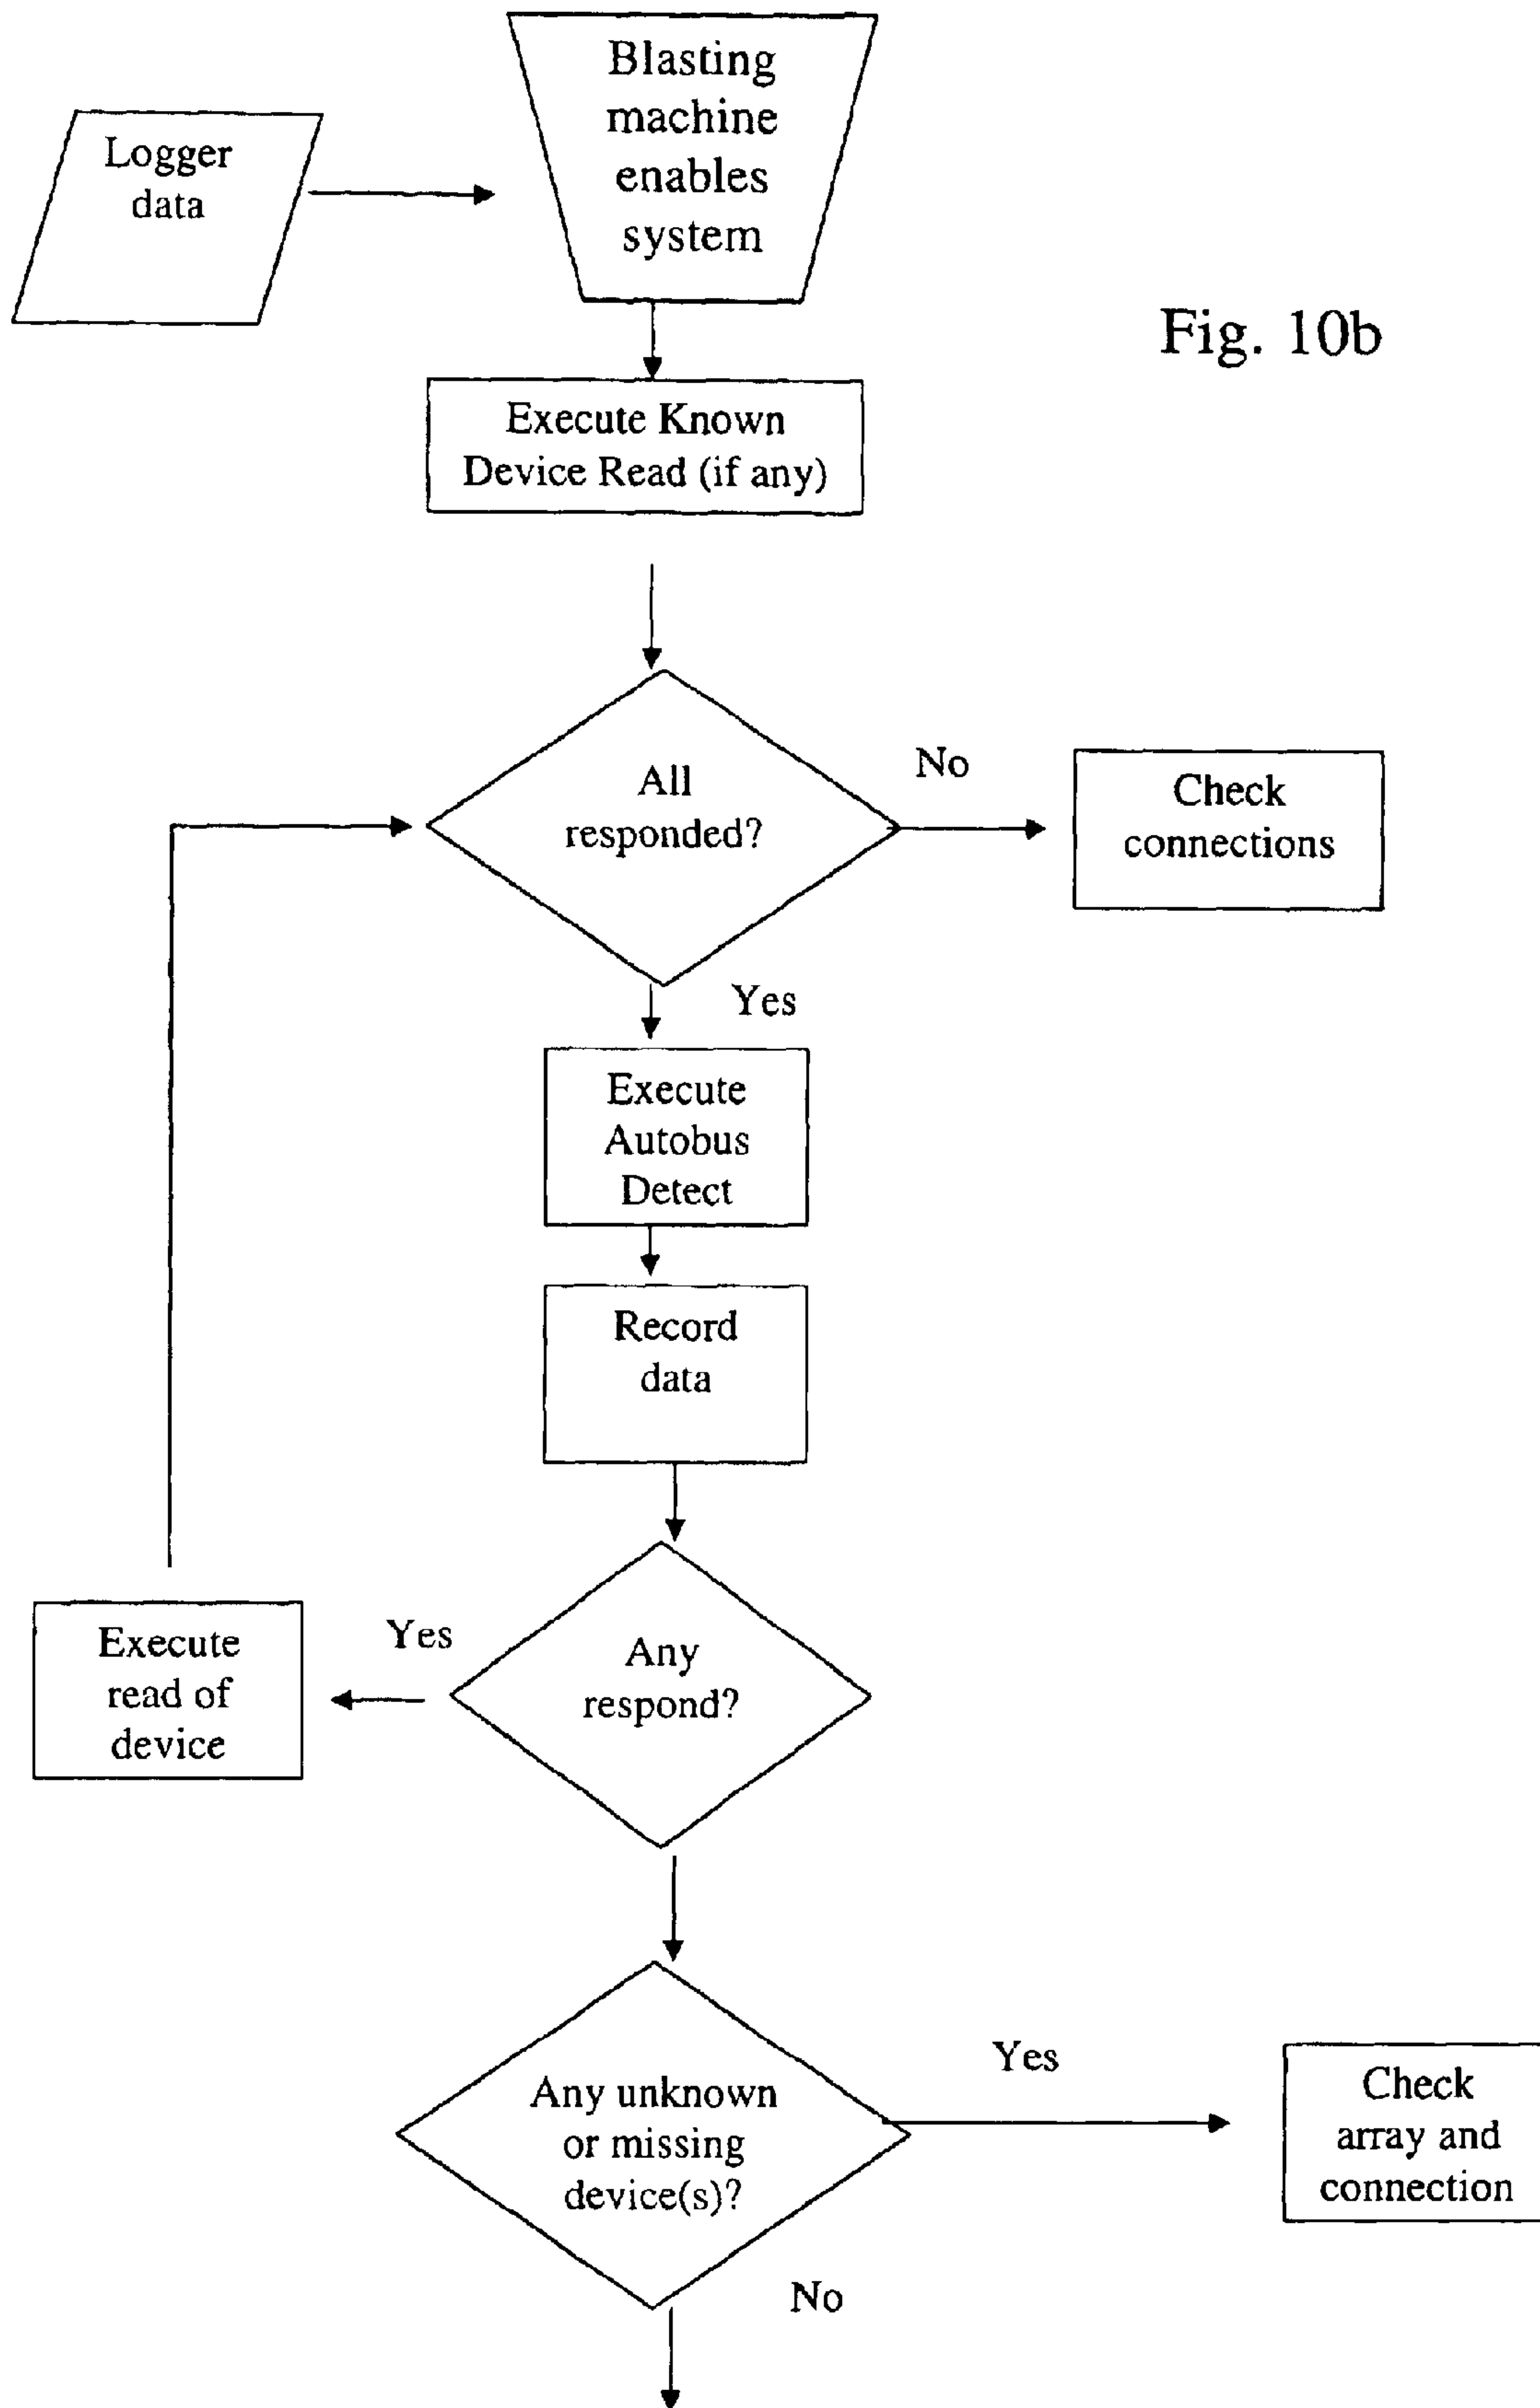 Blasting
machine
enables
system
Logger
data
Fig. 10b
Execute Known
Device Read (if any)
All
responded?
No
Check
connections
Yes
Execute
Autobus
Detect
Record
data
Any
respond?
Yes
Execute
read of
device
Any unknown
or missing
device(s)?
Yes
Check
array and
connection
No